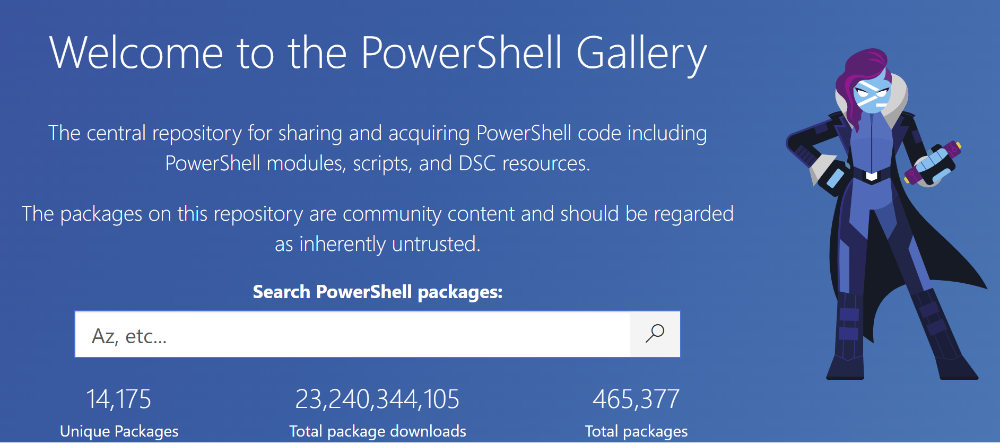 Welcome to the PowerShell Gallery
The central repository for sharing and acquiring PowerShell code including
PowerShell modules, scripts, and DSC resources.
The packages on this repository are community content and should be regarded
as inherently untrusted.
Search PowerShell packages:
Az, etc...
14,175
Unique Packages
23,240,344,105
Total package downloads
465,377
Total packages